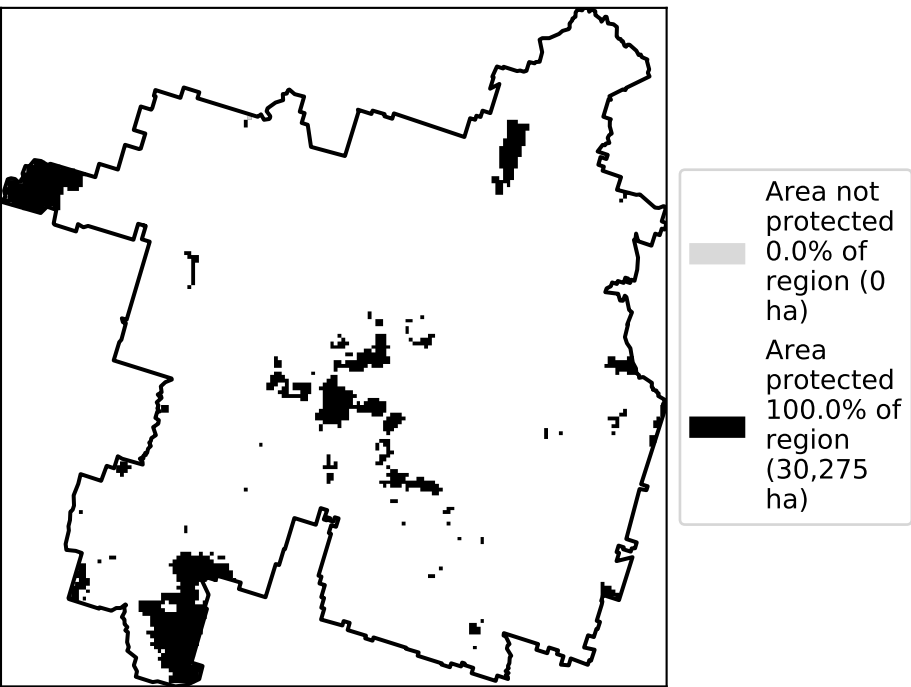 Area not
protected
0.0% of
region (0
ha)
Area
protected
100.0% of
region
(30,275
ha)